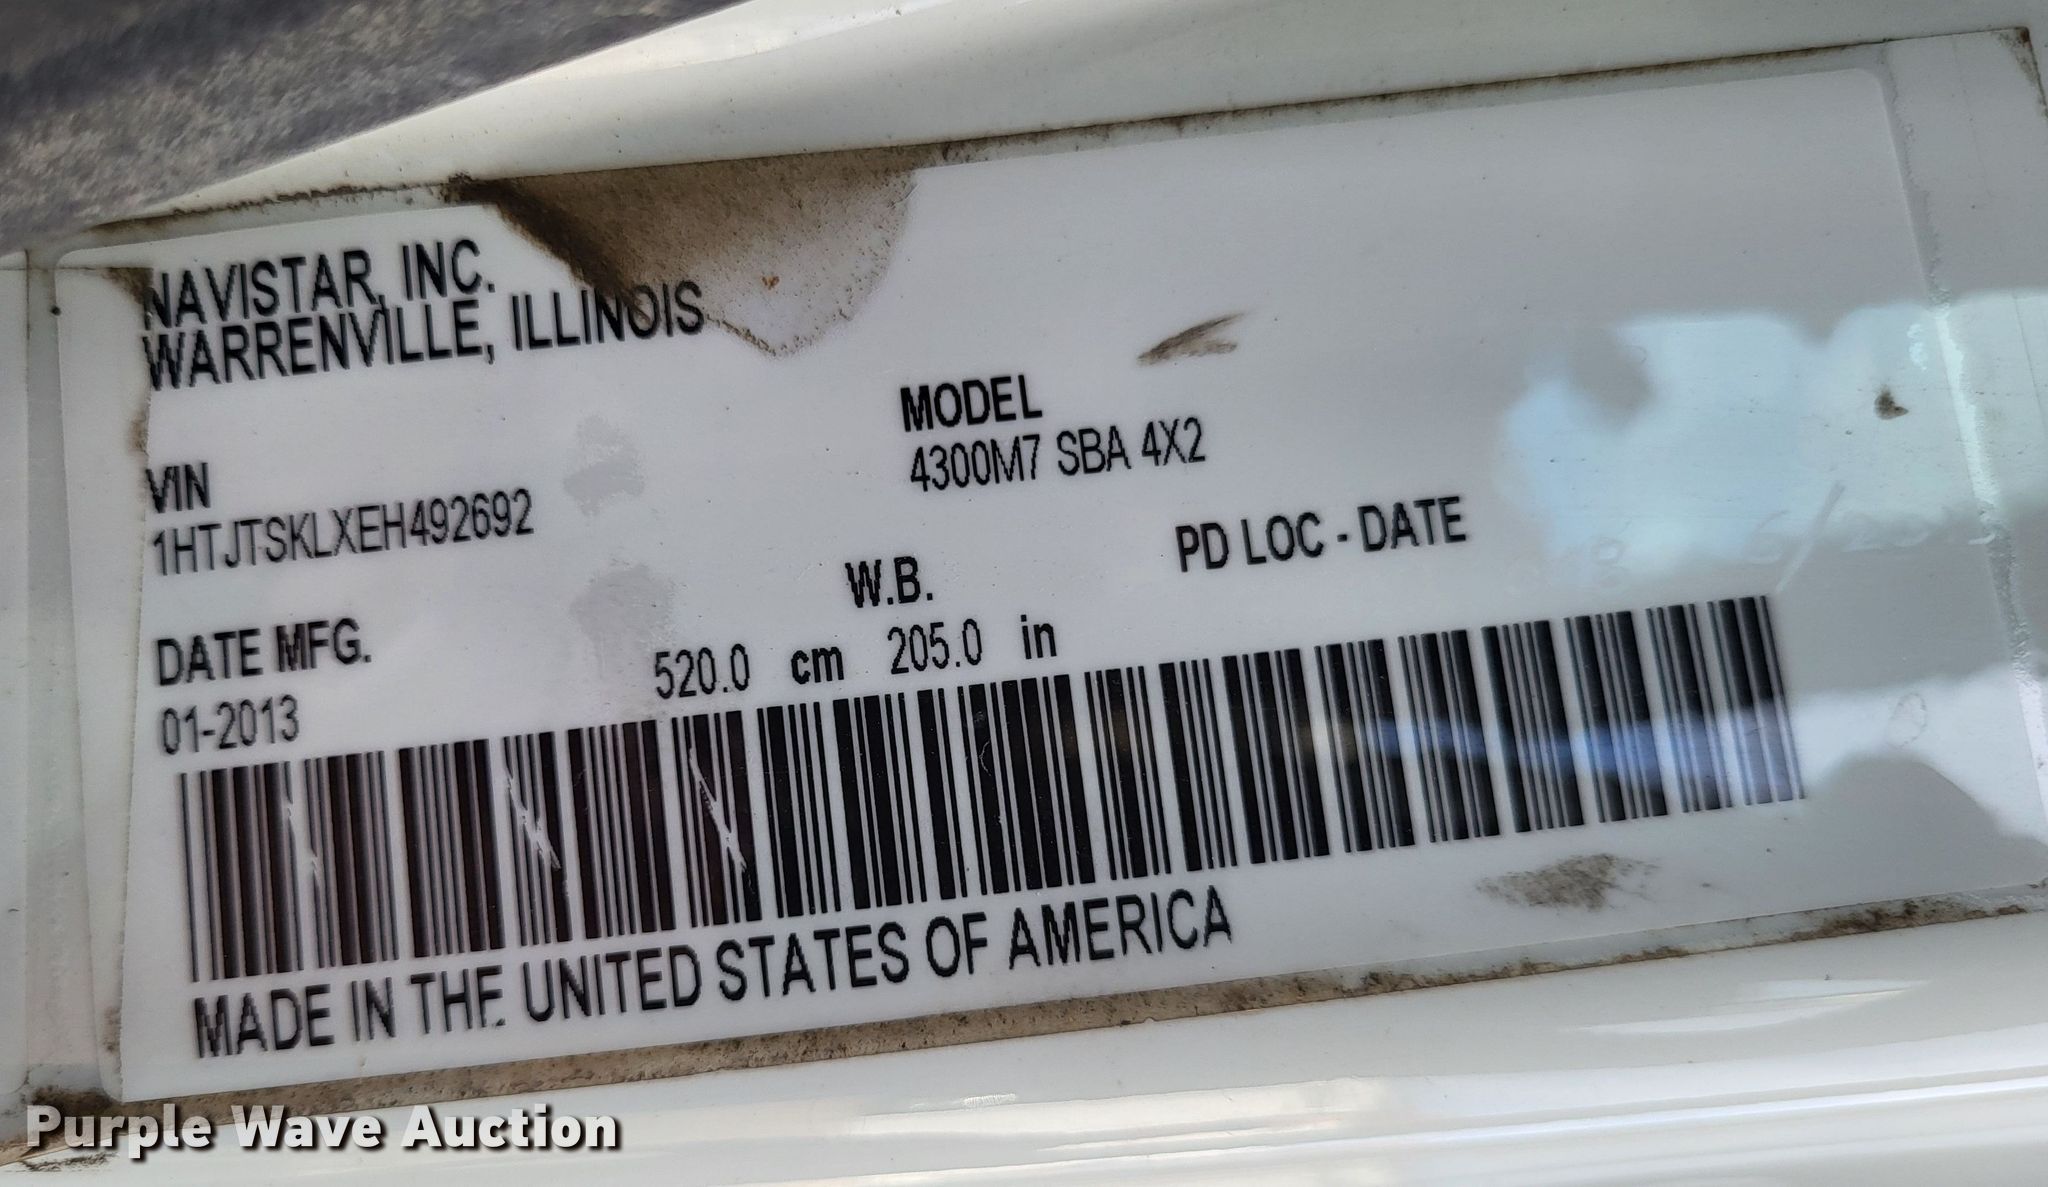 NAVISTAR, INC.
WARRENVILLE, ILLINOIS
MODEL
4300M7 SBA 4X2
VIN
1HTJTSKLXEH492692
W.B.
PD LOC - DATE
DATE MFG.
520.0 cm 205.0 in
01-2013
MADE IN THE UNITED STATES OF AMERICA
Purple Wave Auction